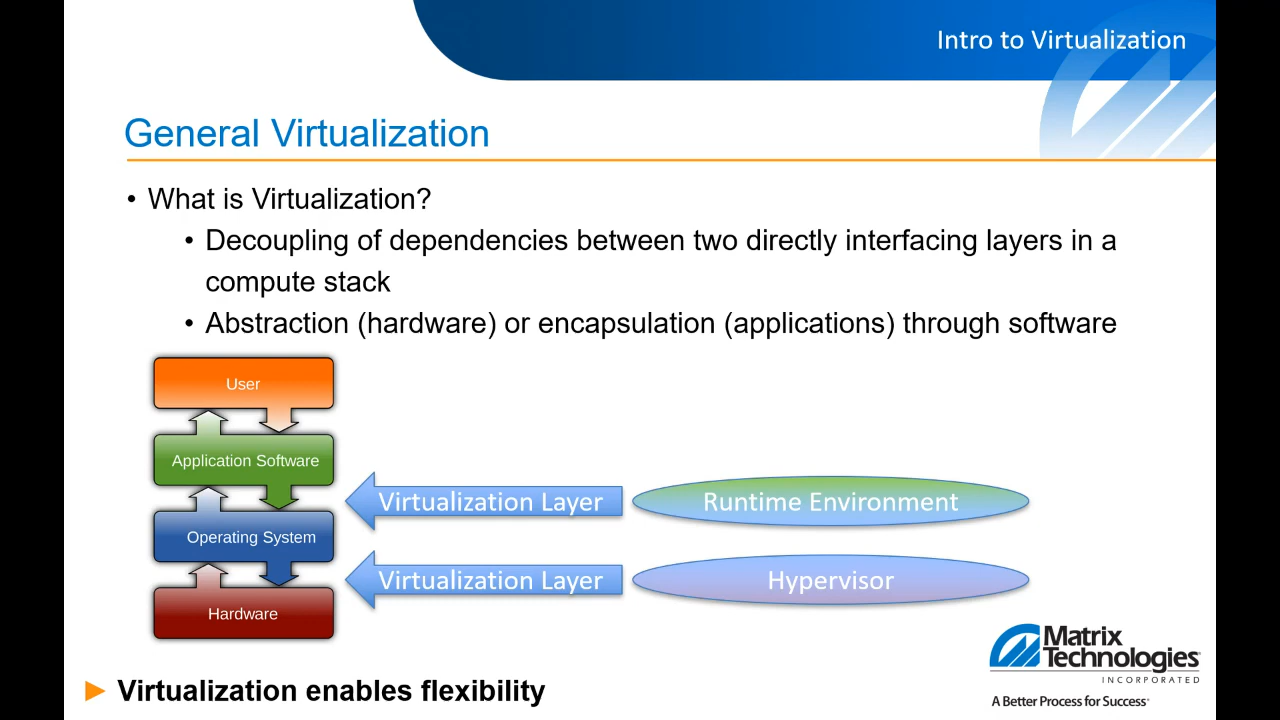 Intro to Virtualization
General Virtualization
• What is Virtualization?
• Decoupling of dependencies between two directly interfacing layers in a
compute stack
• Abstraction (hardware) or encapsulation (applications) through software
User
Application Software
Virtualization Layer
Runtime Environment
Operating System
Virtualization Layer
Hypervisor
Hardware
Matrix
Technologies
INCORPORATED
A Better Process for Success
Virtualization enables flexibility